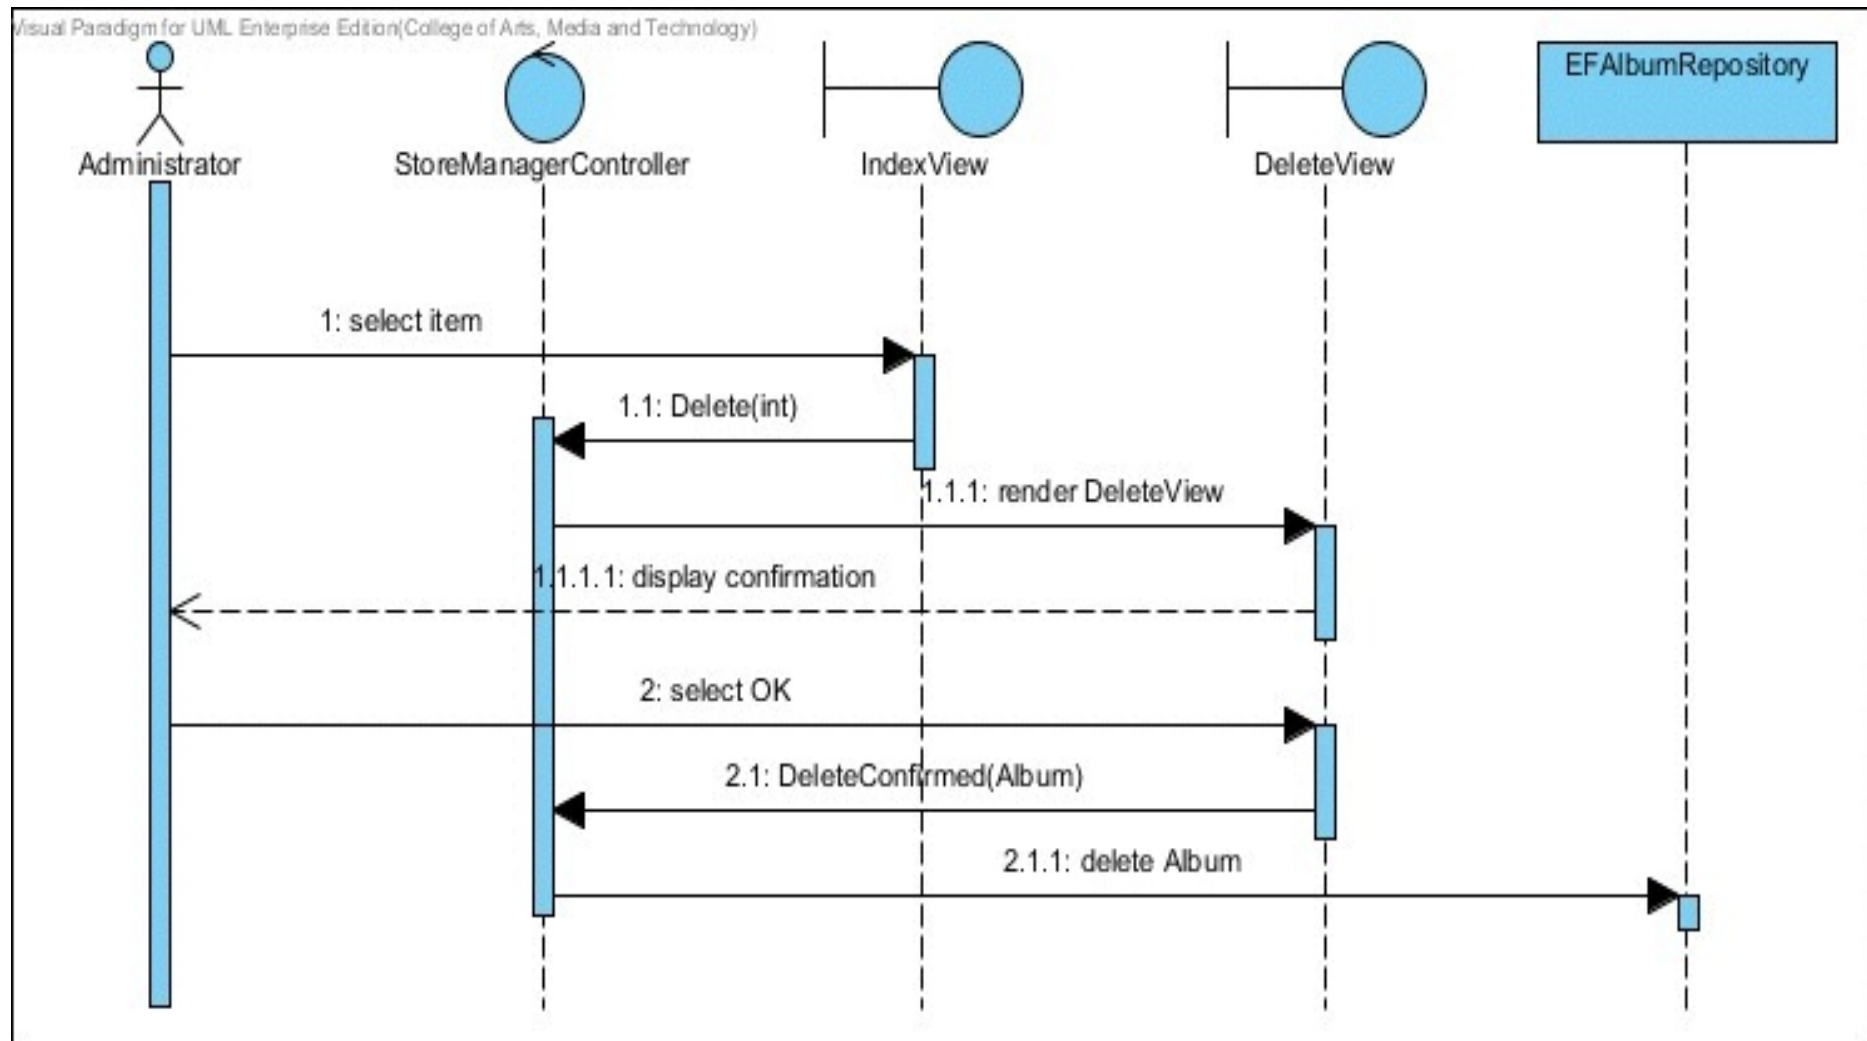 Visual Paradigm for UML Enterprise Edition(College of Arts, Media and Technology)
EFAlbumRepository
Administrator
StoreManagerController
IndexView
DeleteView
1: select item
1.1: Delete(int)
1.1.1: render DeleteView
1.1.1.1: display confirmation
2: select OK
2.1: DeleteConfirmed(Album)
2.1.1: delete Album